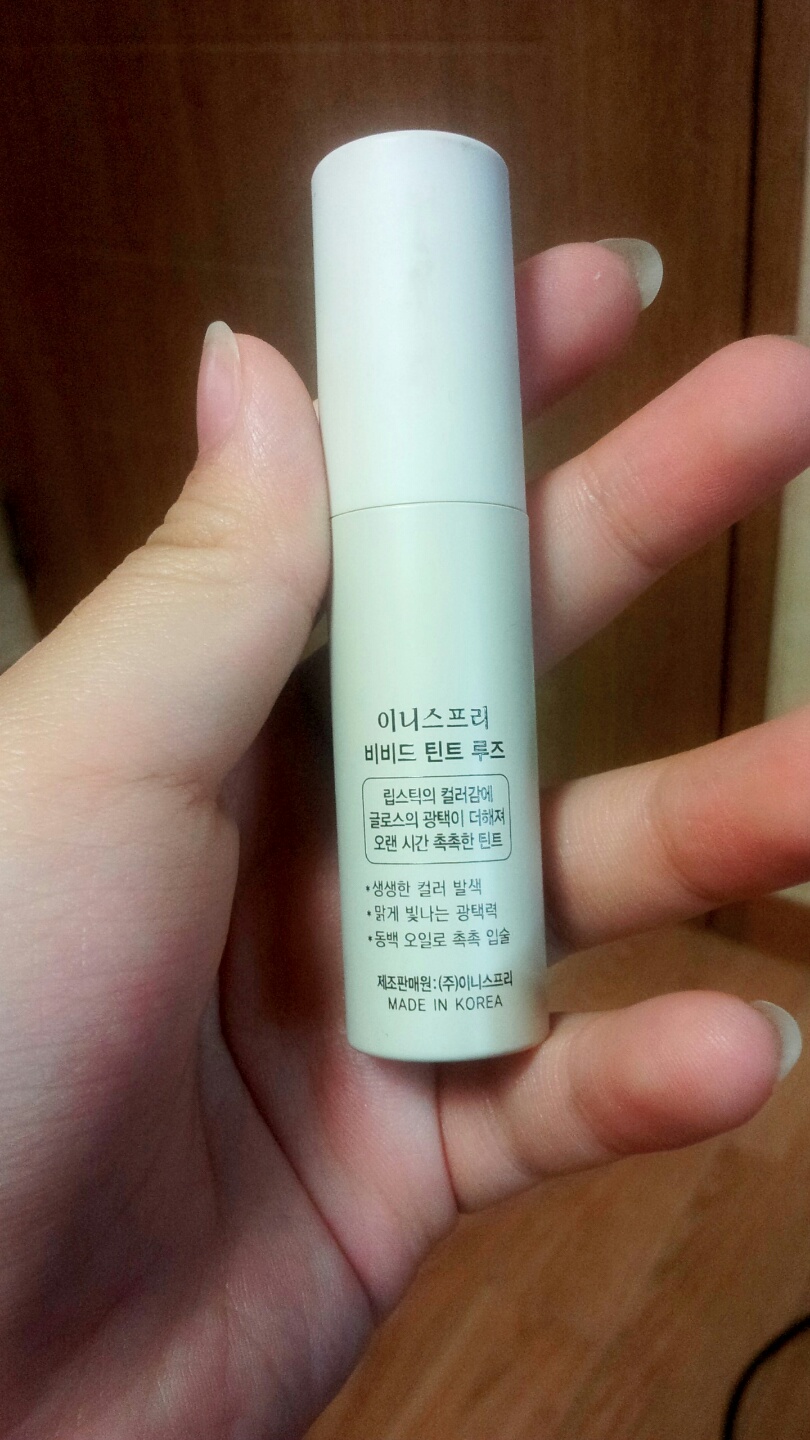 이니스프리
비비드 틴트 루즈
립스틱의 컬러감에
글로스의 광택이 더해져
오랜 시간 촉촉한 틴트
•생생한 컬러 발색
•맑게 빛나는 광택력
•동백 오일로 촉촉 입술
제조판매원:(주)이니스프리
MADE IN KOREA